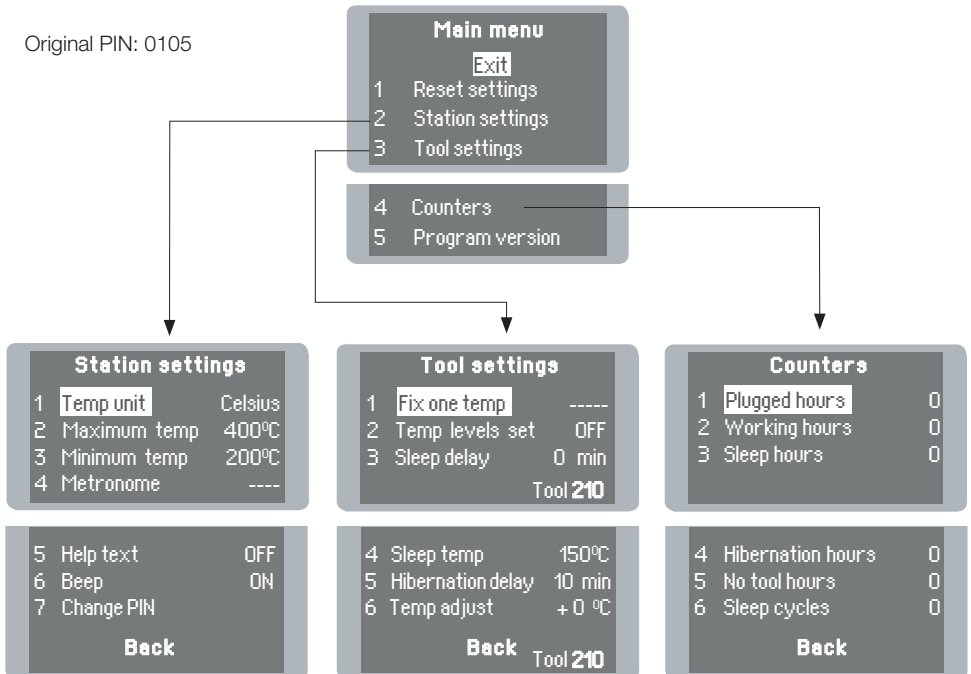 Original PIN: 0105
Main menu
Exit
1 Reset settings
2 Station settings
3 Tool settings
4 Counters
5 Program version
Station settings
1 Temp unit Celsius
2 Maximum temp 400ºC
3 Minimum temp 200ºC
4 Metronome ----
5 Help text OFF
6 Beep ON
7 Change PIN
Back
Tool settings
1 Fix one temp -----
2 Temp levels set OFF
3 Sleep delay 0 min
Tool 210
4 Sleep temp 150ºC
5 Hibernation delay 10 min
6 Temp adjust +0 ºC
Back
Tool 210
Counters
1 Plugged hours 0
2 Working hours 0
3 Sleep hours 0
4 Hibernation hours 0
5 No tool hours 0
6 Sleep cycles 0
Back